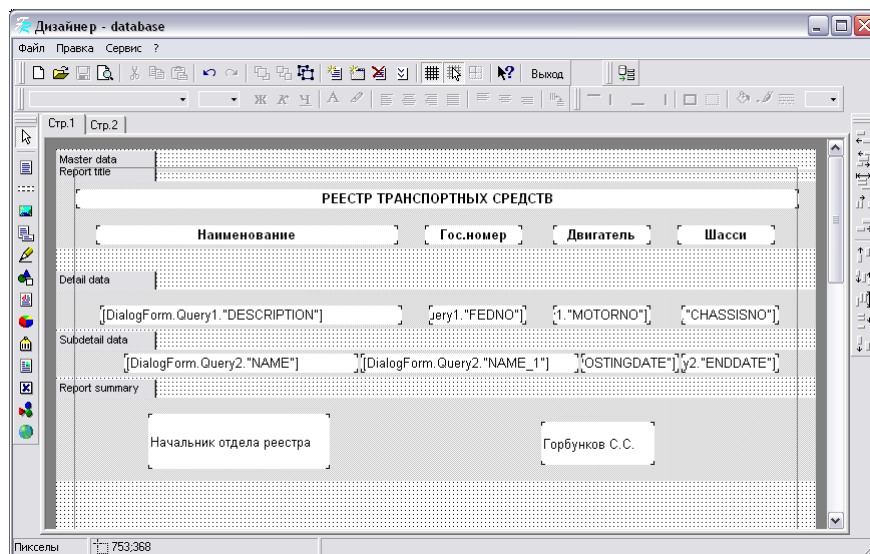 Дизайнер - database
Файл Правка Сервис ?
Выход
Ж К Ч
Стр.1 Стр.2
Master data
Report title
РЕЕСТР ТРАНСПОРТНЫХ СРЕДСТВ
Наименование Гос.номер Двигатель Шасси
Detail data
[DialogForm.Query1."DESCRIPTION"] uery1."FEDNO"] 1."MOTORNO"] ."CHASSISNO"]
Subdetail data
[DialogForm.Query2."NAME"] [DialogForm.Query2."NAME_1"] 'OSTINGDATE"] y2."ENDDATE"]
Report summary
Начальник отдела реестра Горбунков С.С.
Пикселы 753;368